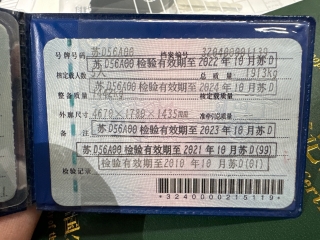 号牌号码 苏D56A00 档案编号 320400001139
苏D56A00检验有效期至2022年10月苏D
核定载人数 5人 总质量 1913kg
苏D56A00检验有效期至2024年10月苏D
整备质量 核定载质量
外廓尺寸 4670×1780×1435mm 准牵引总质量
苏D56A00检验有效期至2023年10月苏D
备注
苏D56A00检验有效期至2021年10月苏D(99)
检验有效期至2010年10月苏D(01)
检验记录
*3240000215119*